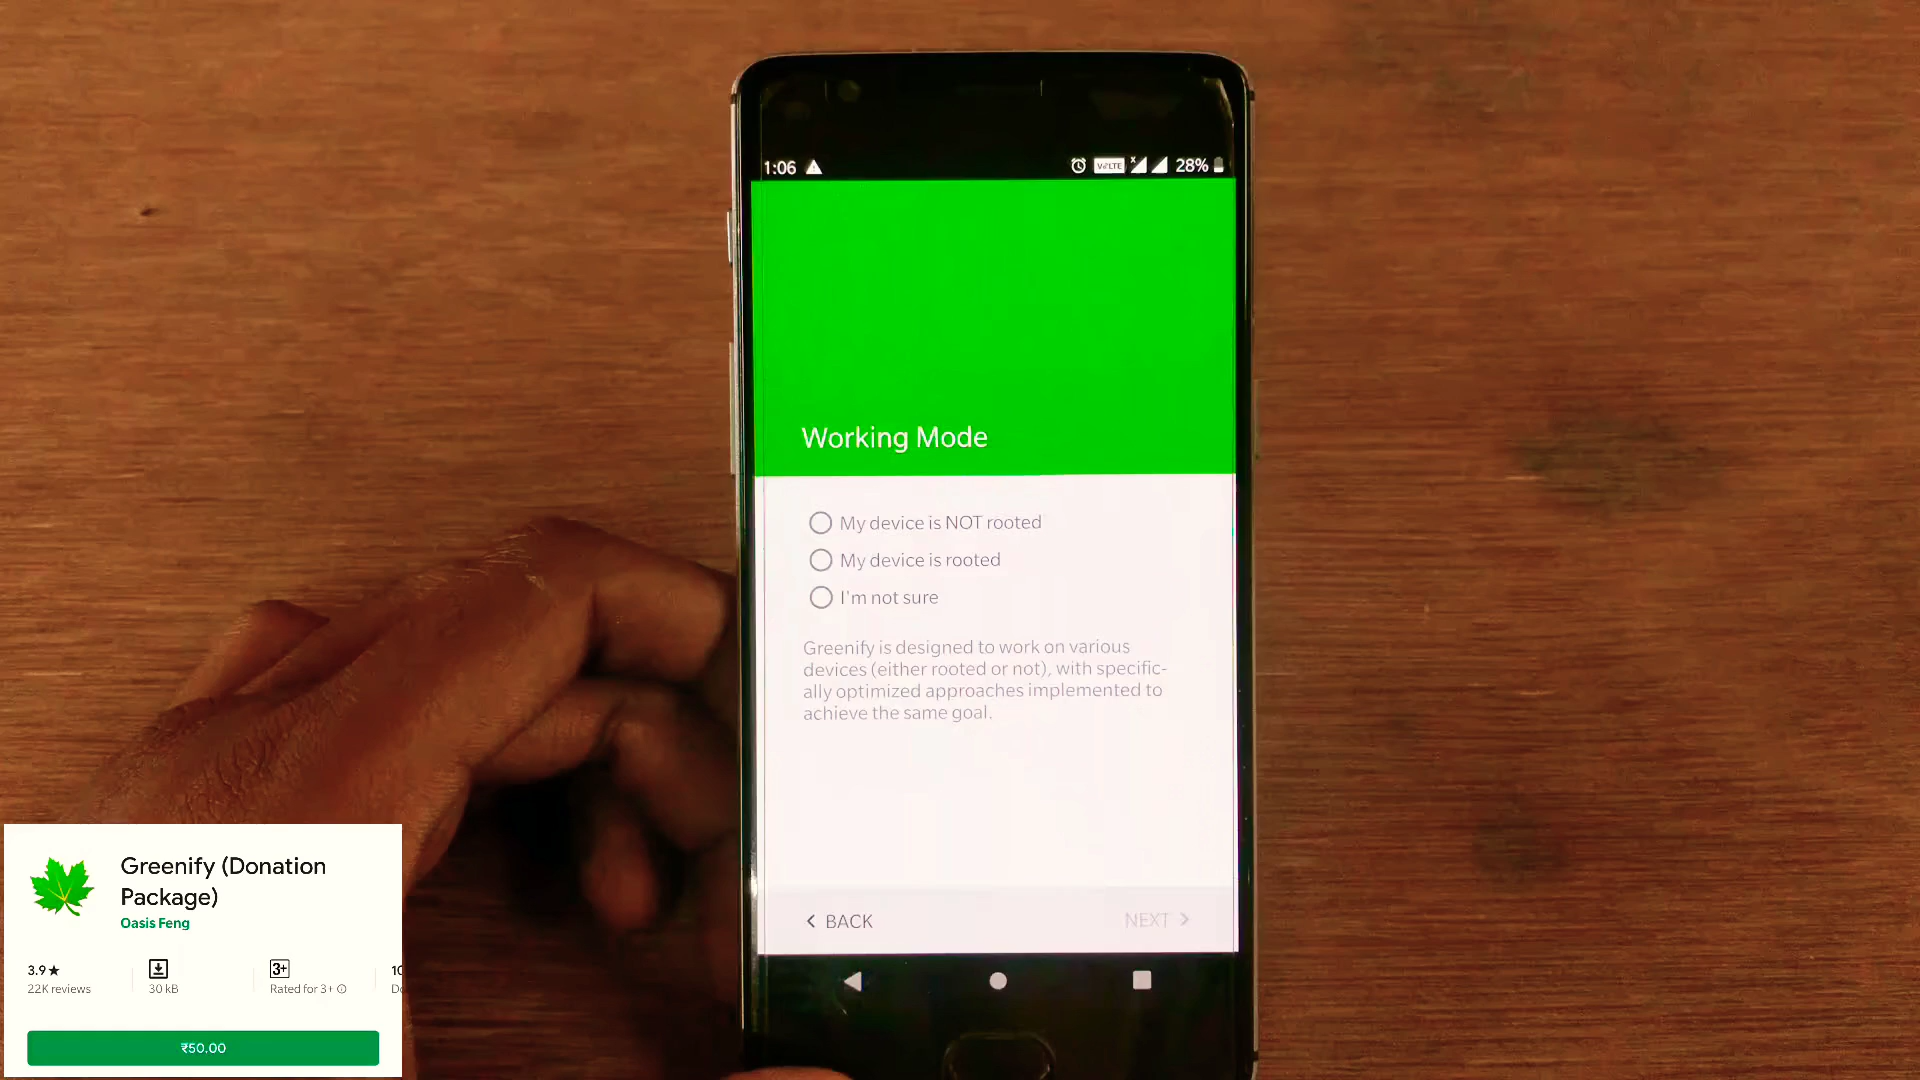 1:06
VoLTE
x
28%
Working Mode
My device is NOT rooted
My device is rooted
I'm not sure
Greenify is designed to work on various
devices (either rooted or not), with specific-
ally optimized approaches implemented to
achieve the same goal.
BACK
NEXT
Greenify (Donation
Package)
Oasis Feng
3.9★
22K reviews
30 kB
3+
Rated for 3+
₹50.00